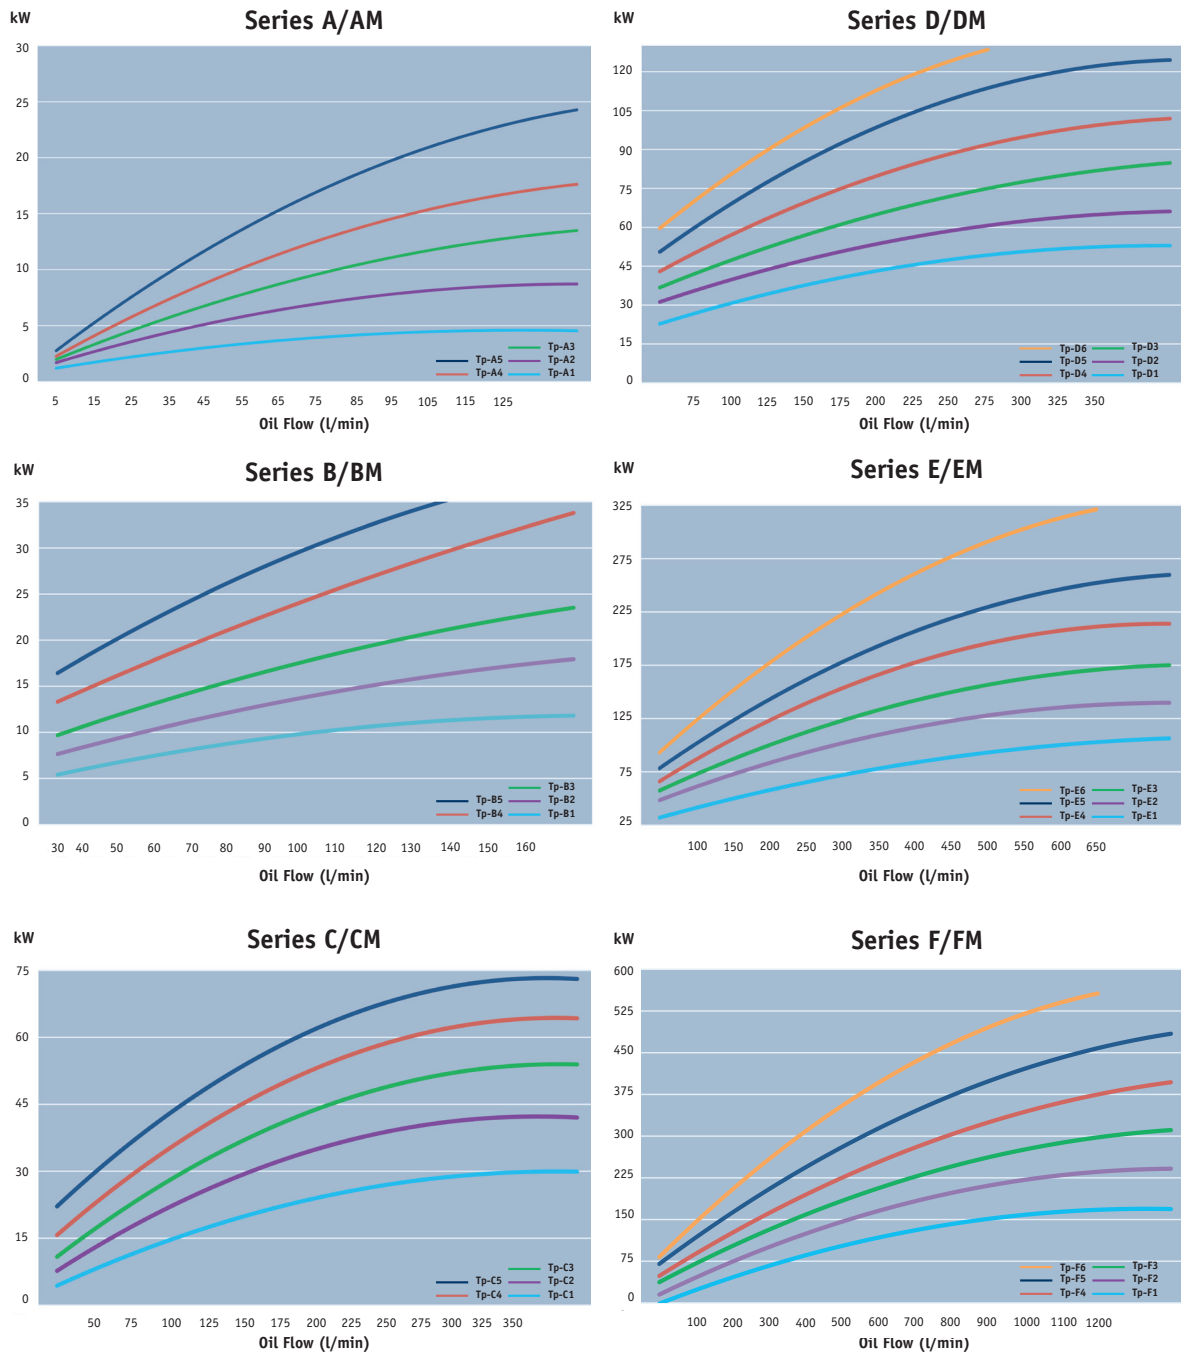 kW
Series A/AM
30
25
20
15
10
5
0
Tp-A3
Tp-A5 Tp-A2
Tp-A4 Tp-A1
5 15 25 35 45 55 65 75 85 95 105 115 125
Oil Flow (l/min)
Series D/DM
kW
120
105
90
75
60
45
30
15
0
Tp-D6 Tp-D3
Tp-D5 Tp-D2
Tp-D4 Tp-D1
75 100 125 150 175 200 225 250 275 300 325 350
Oil Flow (l/min)
kW
Series B/BM
35
30
25
20
15
10
5
0
Tp-B3
Tp-B5 Tp-B2
Tp-B4 Tp-B1
30 40 50 60 70 80 90 100 110 120 130 140 150 160
Oil Flow (l/min)
kW
Series E/EM
325
275
225
175
125
75
25
Tp-E6 Tp-E3
Tp-E5 Tp-E2
Tp-E4 Tp-E1
100 150 200 250 300 350 400 450 500 550 600 650
Oil Flow (l/min)
kW
Series C/CM
75
60
45
30
15
0
Tp-C3
Tp-C5 Tp-C2
Tp-C4 Tp-C1
50 75 100 125 150 175 200 225 250 275 300 325 350
Oil Flow (l/min)
kW
Series F/FM
600
525
450
375
300
225
150
75
0
Tp-F6 Tp-F3
Tp-F5 Tp-F2
Tp-F4 Tp-F1
100 200 300 400 500 600 700 800 900 1000 1100 1200
Oil Flow (l/min)